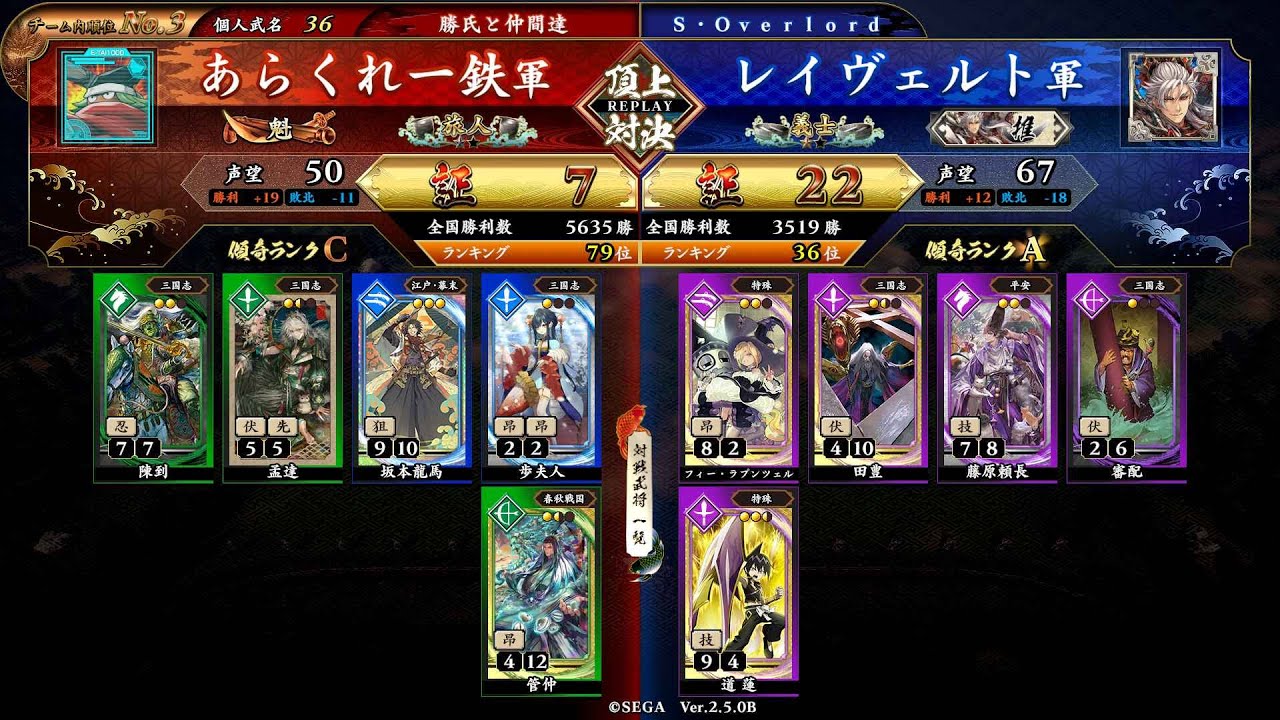 チーム内順位 No.3 個人武名 36 勝氏と仲間達 S・Overlord
E-TAI1000
あらくれ一鉄軍 頂上 REPLAY 対決 レイヴェルト軍
魁 旅人 義士 推
声望 50 証 7 証 22 声望 67
勝利 +19 敗北 -11 勝利 +12 敗北 -18
全国勝利数 5635勝 全国勝利数 3519勝
傾奇ランクC ランキング 79位 ランキング 36位 傾奇ランクA
三国志 三国志 江戸・幕末 三国志 特殊 三国志 平安 三国志
忍 伏 先 狙 昂 昂 昂 伏 技 伏
7 7 5 5 9 10 2 2 8 2 4 10 7 8 2 6
陳到 孟達 坂本龍馬 歩夫人 フィー・ラプンツェル 田豊 藤原頼長 審配
対戦武将一覧
春秋戦国 特殊
昂 技
4 12 9 4
管仲 道蓮
©SEGA Ver.2.5.0B